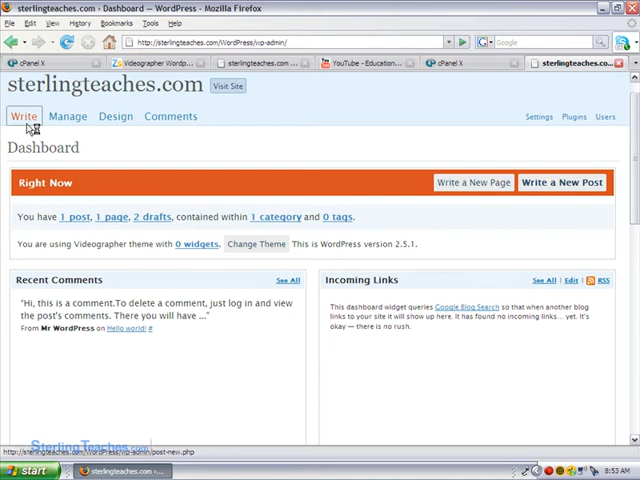 Dashboard — WordPress - Mozilla Firefox
File Edit View History Bookmarks Tools Help
http://sterlingteaches.com/WordPress/wp-admin/
Google
cPanel X
Videographer Wordp...
sterlingteaches.com ...
YouTube - Education...
cPanel X
sterlingteaches.co...
sterlingteaches.com Visit Site
Write Manage Design Comments Settings Plugins Users
Dashboard
Right Now Write a New Page Write a New Post
You have 1 post, 1 page, 2 drafts, contained within 1 category and 0 tags.
You are using Videographer theme with 0 widgets. Change Theme This is WordPress version 2.5.1.
Recent Comments See All
"Hi, this is a comment.To delete a comment, just log in and view
the post's comments. There you will have ..."
From Mr WordPress on Hello world! #
Incoming Links See All | Edit | RSS
This dashboard widget queries Google Blog Search so that when another blog
links to your site it will show up here. It has found no incoming links... yet. It's
okay — there is no rush.
SterlingTeaches.com
http://sterlingteaches.com/WordPress/wp-admin/post-new.php
start sterlingteaches.com ›... 8:53 AM